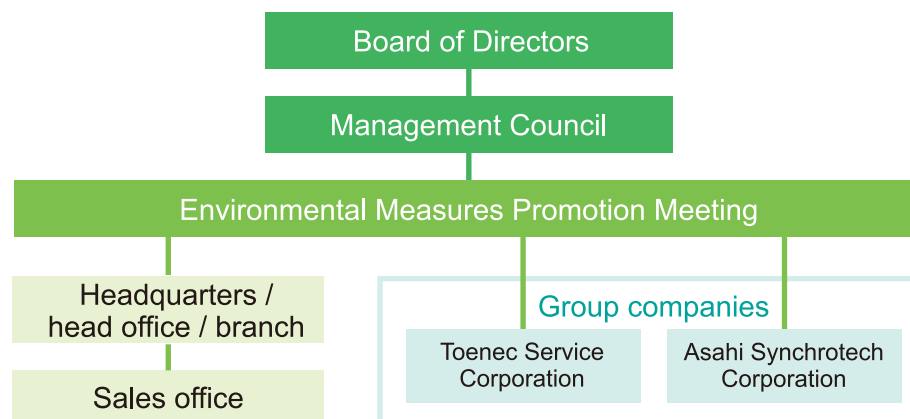 Board of Directors
Management Council
Environmental Measures Promotion Meeting
Headquarters /
head office / branch
Sales office
Group companies
Toenec Service
Corporation
Asahi Synchrotech
Corporation